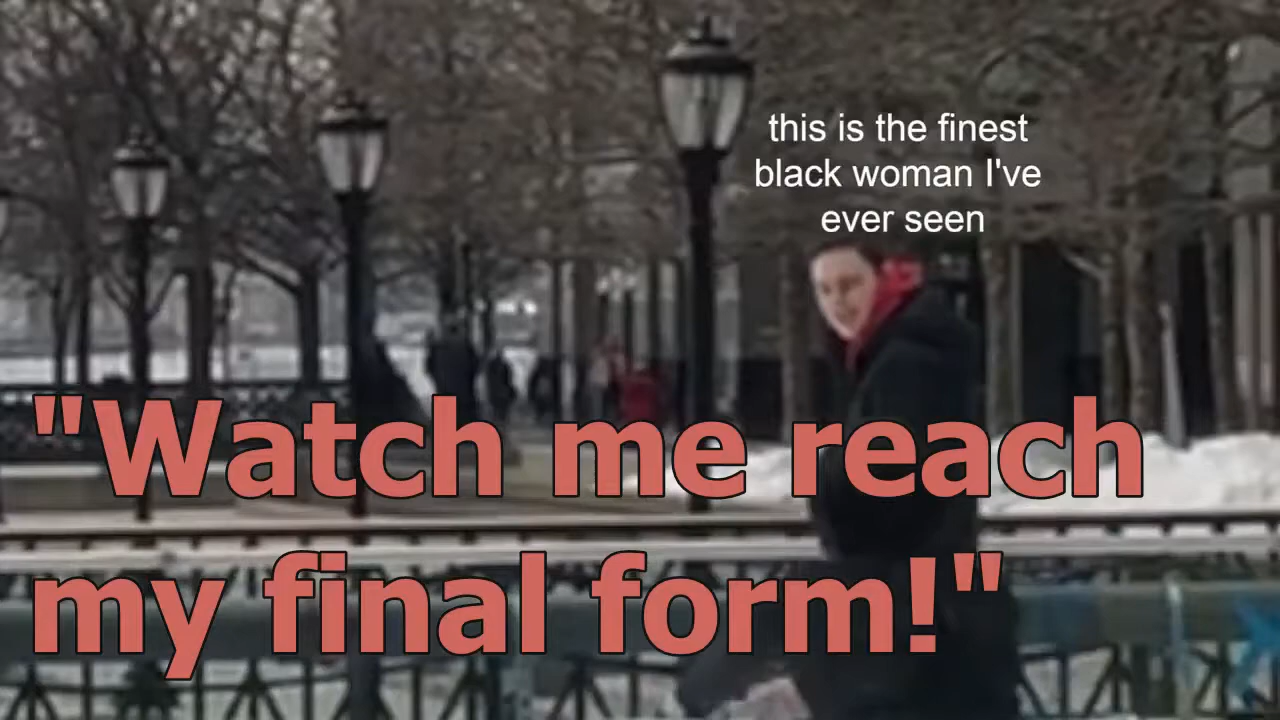 this is the finest
black woman I've
ever seen
"Watch me reach
my final form!"